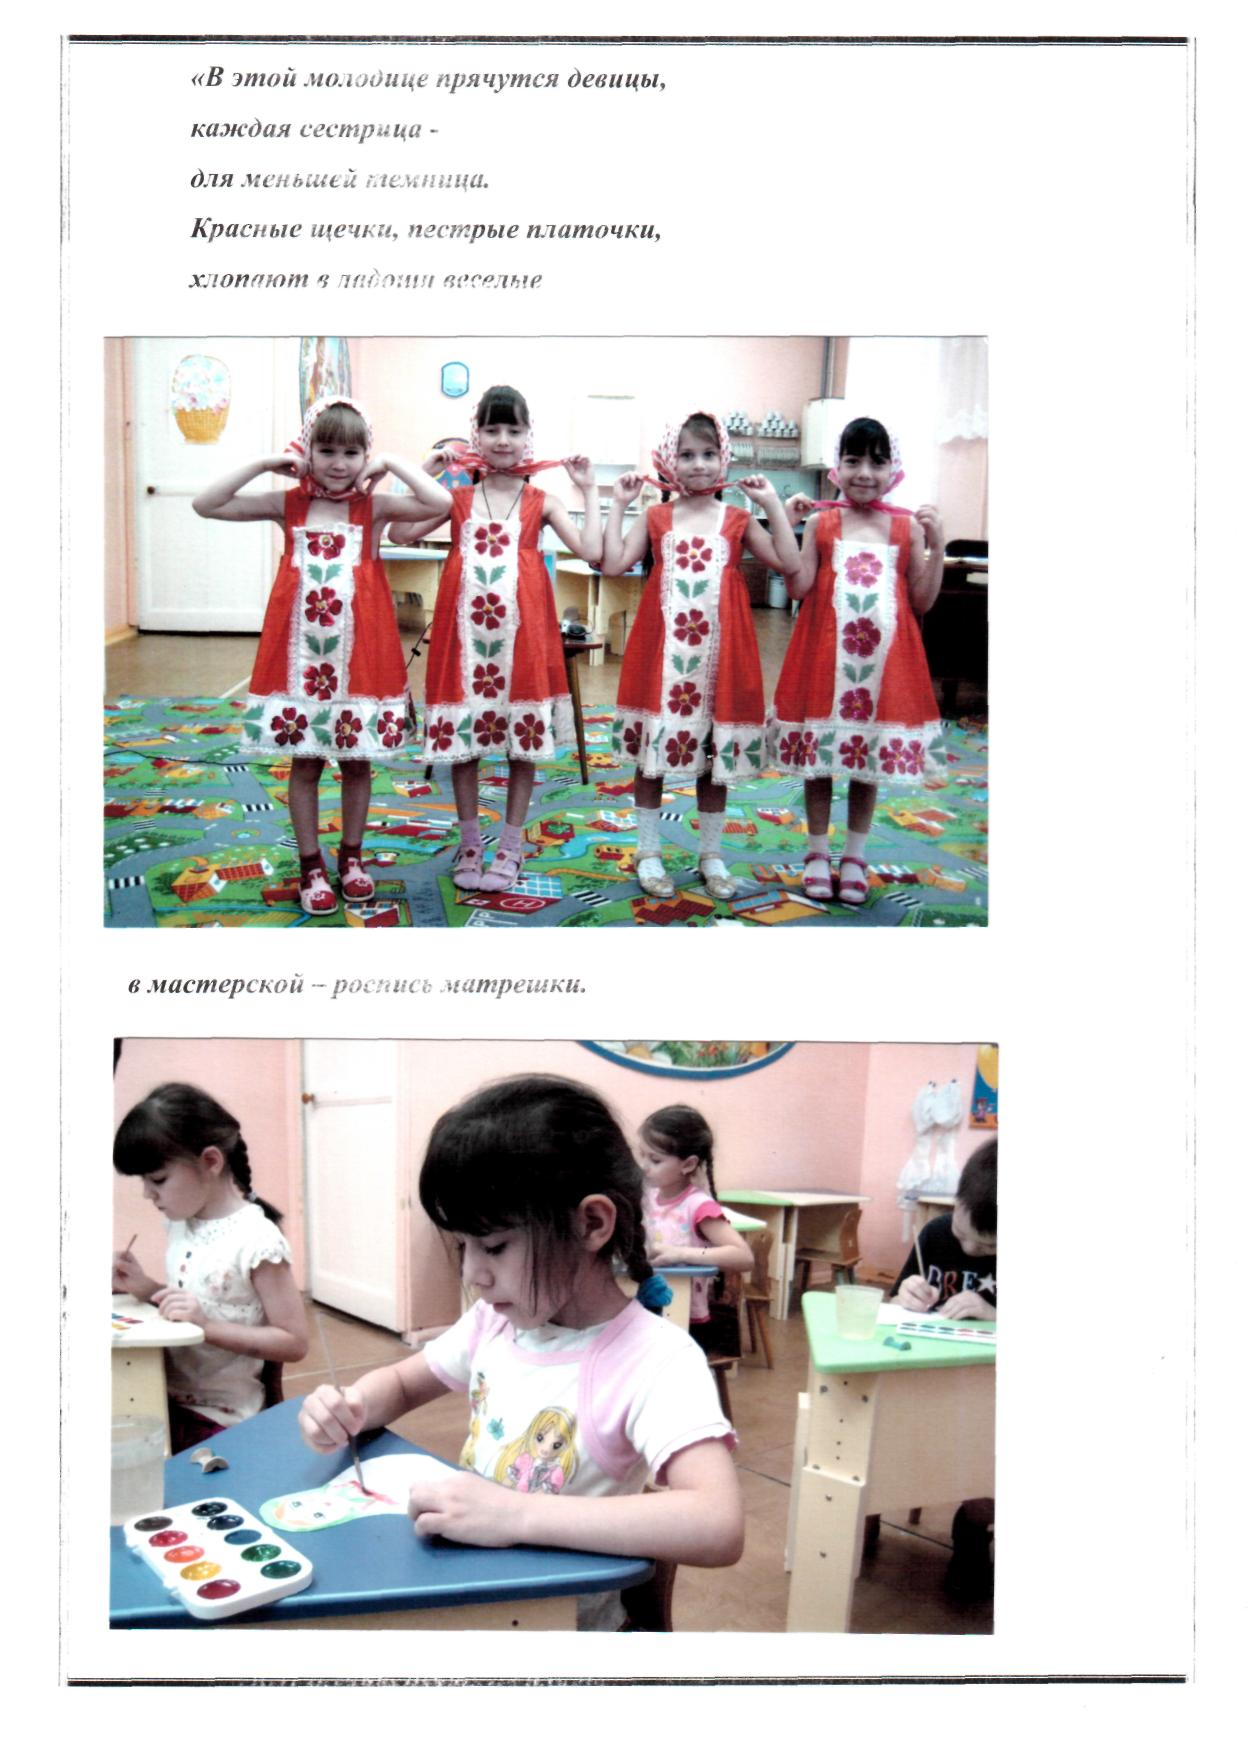 «В этой молодице прячутся девицы,
каждая сестрица -
для меньшей темница.
Красные щечки, пестрые платочки,
хлопают в ладоши веселые
в мастерской – роспись матрешки.